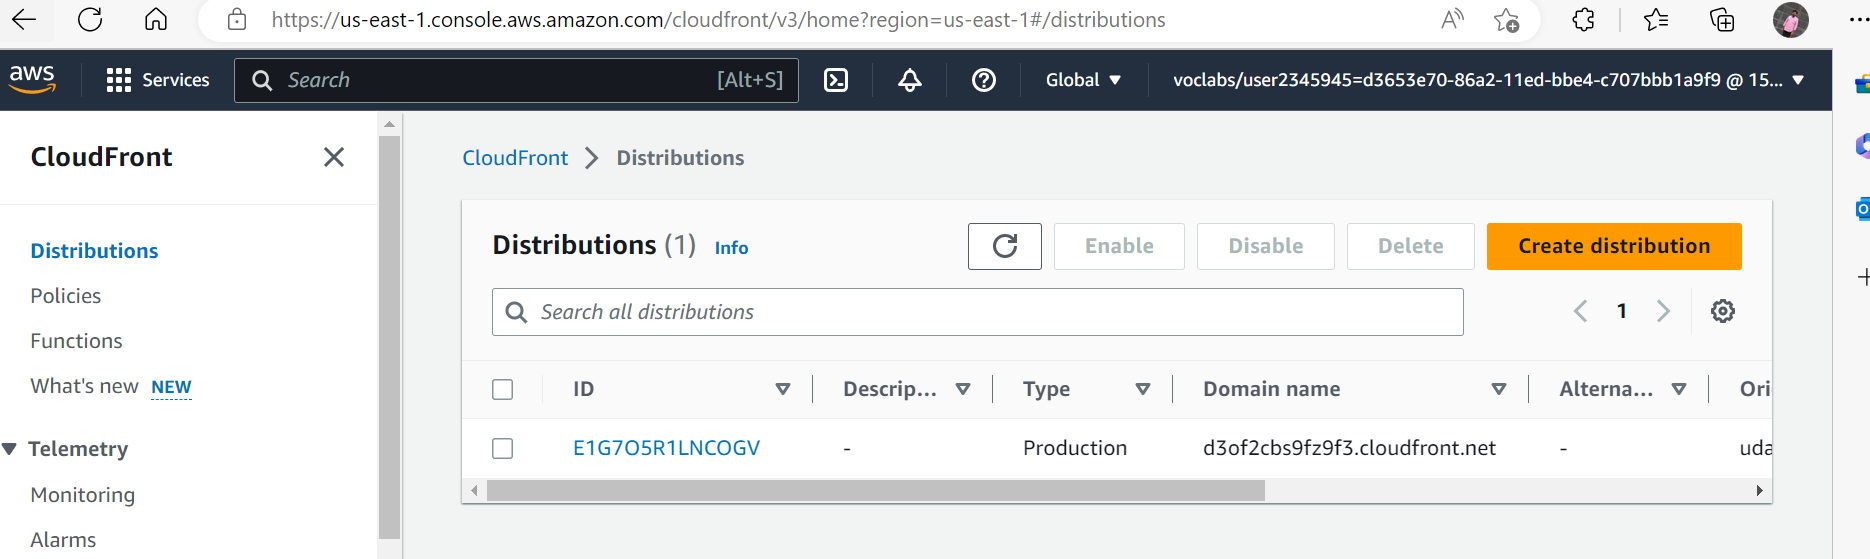 https://us-east-1.console.aws.amazon.com/cloudfront/v3/home?region=us-east-1#/distributions
aws Services Search [Alt+S] Global voclabs/user2345945=d3653e70-86a2-11ed-bbe4-c707bbb1a9f9 @ 15...
CloudFront
Distributions
Policies
Functions
What's new NEW
Telemetry
Monitoring
Alarms
CloudFront > Distributions
Distributions (1) Info Enable Disable Delete Create distribution
Search all distributions 1
ID Descrip... Type Domain name Alterna... Ori
E1G7O5R1LNCOGV - Production d3of2cbs9fz9f3.cloudfront.net - uda